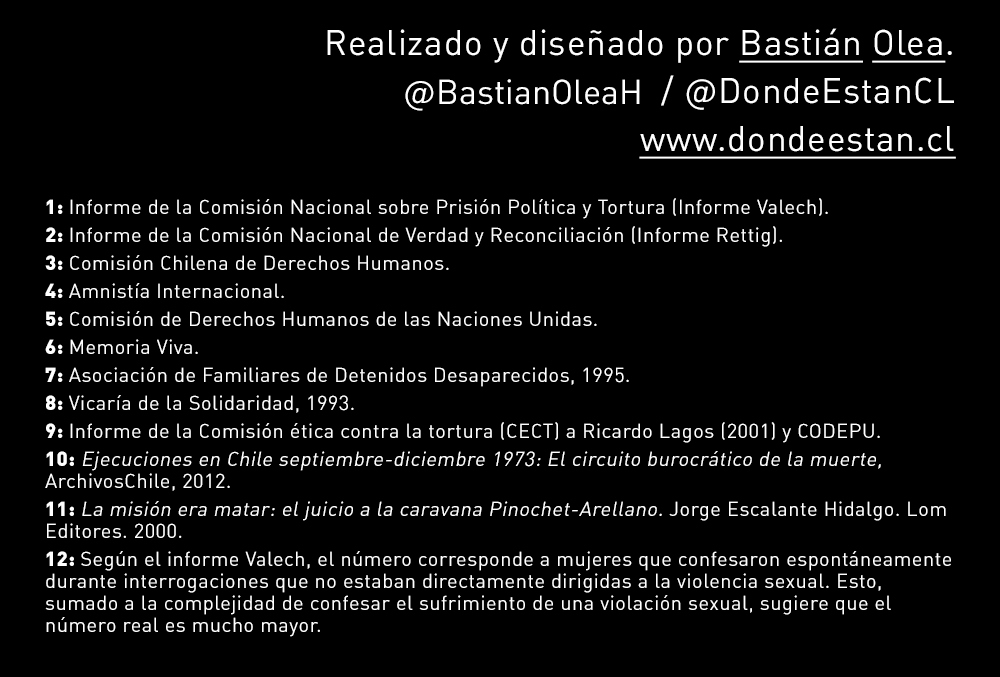 Realizado y diseñado por Bastián Olea.
@BastianOleaH / @DondeEstanCL
www.dondeestan.cl
1: Informe de la Comisión Nacional sobre Prisión Política y Tortura (Informe Valech).
2: Informe de la Comisión Nacional de Verdad y Reconciliación (Informe Rettig).
3: Comisión Chilena de Derechos Humanos.
4: Amnistía Internacional.
5: Comisión de Derechos Humanos de las Naciones Unidas.
6: Memoria Viva.
7: Asociación de Familiares de Detenidos Desaparecidos, 1995.
8: Vicaría de la Solidaridad, 1993.
9: Informe de la Comisión ética contra la tortura (CECT) a Ricardo Lagos (2001) y CODEPU.
10: Ejecuciones en Chile septiembre-diciembre 1973: El circuito burocrático de la muerte,
ArchivosChile, 2012.
11: La misión era matar: el juicio a la caravana Pinochet-Arellano. Jorge Escalante Hidalgo. Lom
Editores. 2000.
12: Según el informe Valech, el número corresponde a mujeres que confesaron espontáneamente
durante interrogaciones que no estaban directamente dirigidas a la violencia sexual. Esto,
sumado a la complejidad de confesar el sufrimiento de una violación sexual, sugiere que el
número real es mucho mayor.